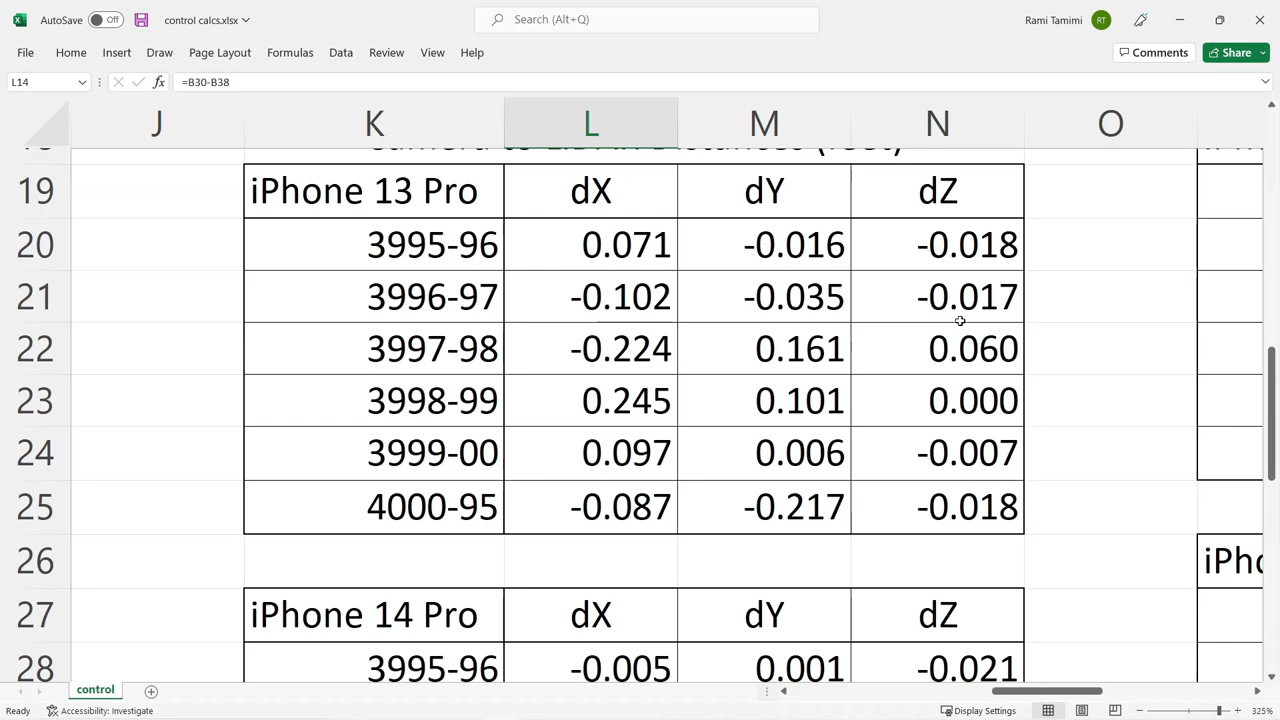 AutoSave Off control calcs.xlsx Search (Alt+Q) Rami Tamimi RT
File Home Insert Draw Page Layout Formulas Data Review View Help Comments Share
L14 fx =B30-B38
J K L M N O
19 iPhone 13 Pro dX dY dZ
20 3995-96 0.071 -0.016 -0.018
21 3996-97 -0.102 -0.035 -0.017
22 3997-98 -0.224 0.161 0.060
23 3998-99 0.245 0.101 0.000
24 3999-00 0.097 0.006 -0.007
25 4000-95 -0.087 -0.217 -0.018
26
27 iPhone 14 Pro dX dY dZ
28 3995-96 -0.005 0.001 -0.021
control
Ready Accessibility: Investigate Display Settings 325%